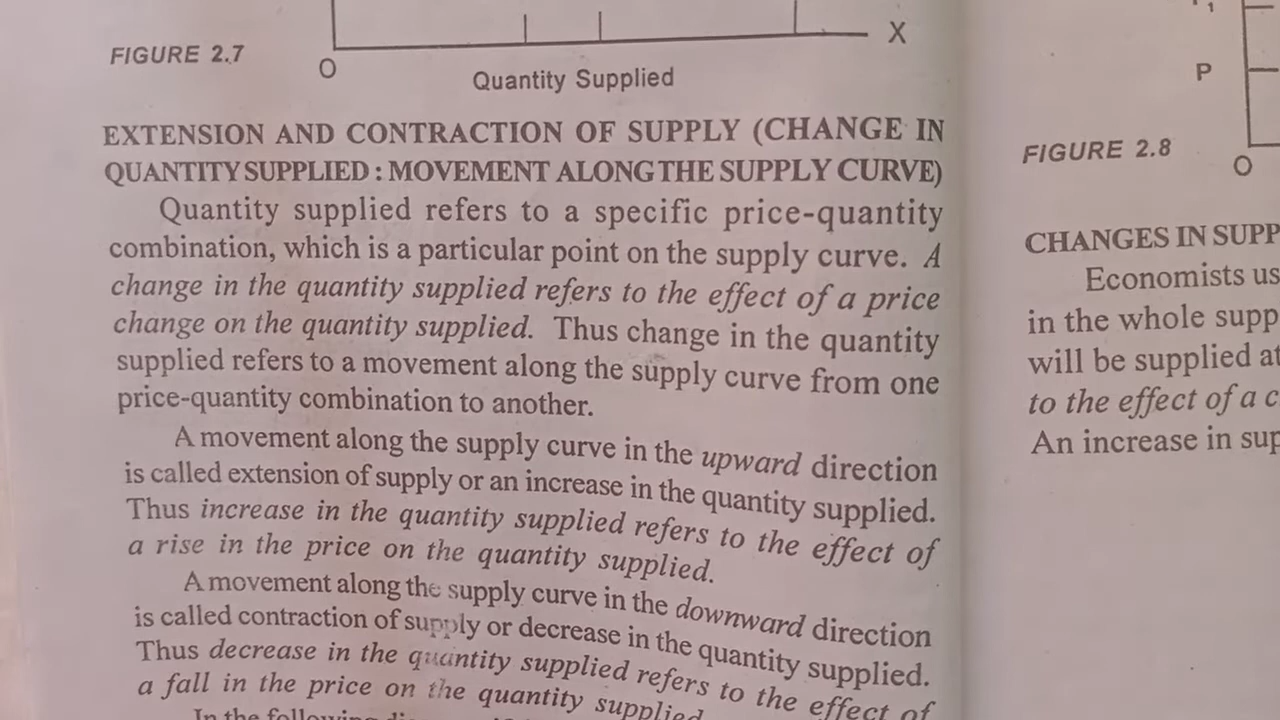 X
FIGURE 2.7
O
Quantity Supplied
EXTENSION AND CONTRACTION OF SUPPLY (CHANGE IN
QUANTITY SUPPLIED : MOVEMENT ALONG THE SUPPLY CURVE)
Quantity supplied refers to a specific price-quantity
combination, which is a particular point on the supply curve. A
change in the quantity supplied refers to the effect of a price
change on the quantity supplied. Thus change in the quantity
supplied refers to a movement along the supply curve from one
price-quantity combination to another.
A movement along the supply curve in the upward direction
is called extension of supply or an increase in the quantity supplied.
Thus increase in the quantity supplied refers to the effect of
a rise in the price on the quantity supplied.
A movement along the supply curve in the downward direction
is called contraction of supply or decrease in the quantity supplied.
Thus decrease in the quantity supplied refers to the effect of
a fall in the price on the quantity supplied
In the following
P
FIGURE 2.8
O
CHANGES IN SUPP
Economists us
in the whole supp
will be supplied at
to the effect of a c
An increase in sup